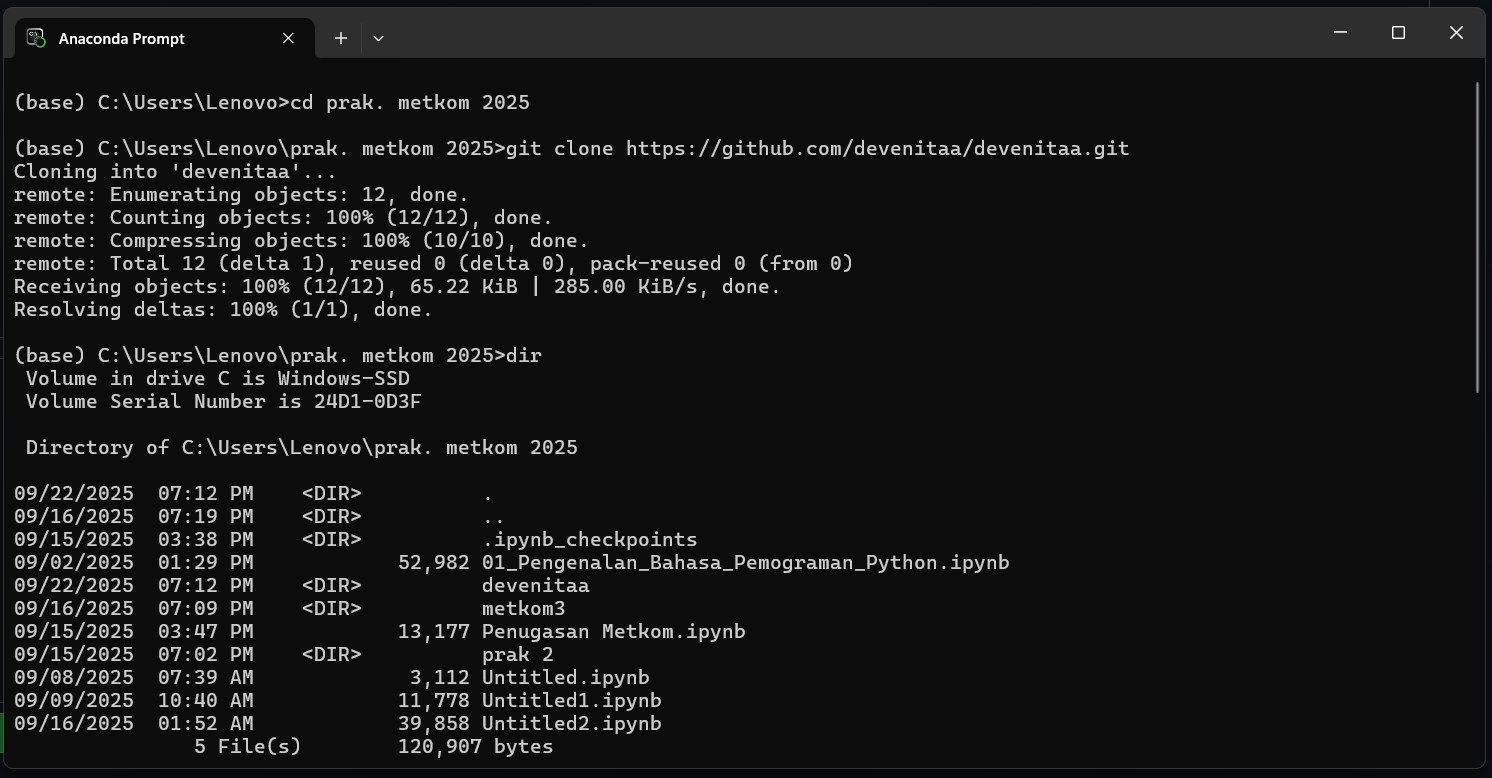 Anaconda Prompt
(base) C:\Users\Lenovo>cd prak. metkom 2025
(base) C:\Users\Lenovo\prak. metkom 2025>git clone https://github.com/devenitaa/devenitaa.git
Cloning into 'devenitaa'...
remote: Enumerating objects: 12, done.
remote: Counting objects: 100% (12/12), done.
remote: Compressing objects: 100% (10/10), done.
remote: Total 12 (delta 1), reused 0 (delta 0), pack-reused 0 (from 0)
Receiving objects: 100% (12/12), 65.22 KiB | 285.00 KiB/s, done.
Resolving deltas: 100% (1/1), done.
(base) C:\Users\Lenovo\prak. metkom 2025>dir
 Volume in drive C is Windows-SSD
 Volume Serial Number is 24D1-0D3F
 Directory of C:\Users\Lenovo\prak. metkom 2025
09/22/2025  07:12 PM    <DIR>          .
09/16/2025  07:19 PM    <DIR>          ..
09/15/2025  03:38 PM    <DIR>          .ipynb_checkpoints
09/02/2025  01:29 PM            52,982 01_Pengenalan_Bahasa_Pemograman_Python.ipynb
09/22/2025  07:12 PM    <DIR>          devenitaa
09/16/2025  07:09 PM    <DIR>          metkom3
09/15/2025  03:47 PM            13,177 Penugasan Metkom.ipynb
09/15/2025  07:02 PM    <DIR>          prak 2
09/08/2025  07:39 AM             3,112 Untitled.ipynb
09/09/2025  10:40 AM            11,778 Untitled1.ipynb
09/16/2025  01:52 AM            39,858 Untitled2.ipynb
               5 File(s)        120,907 bytes